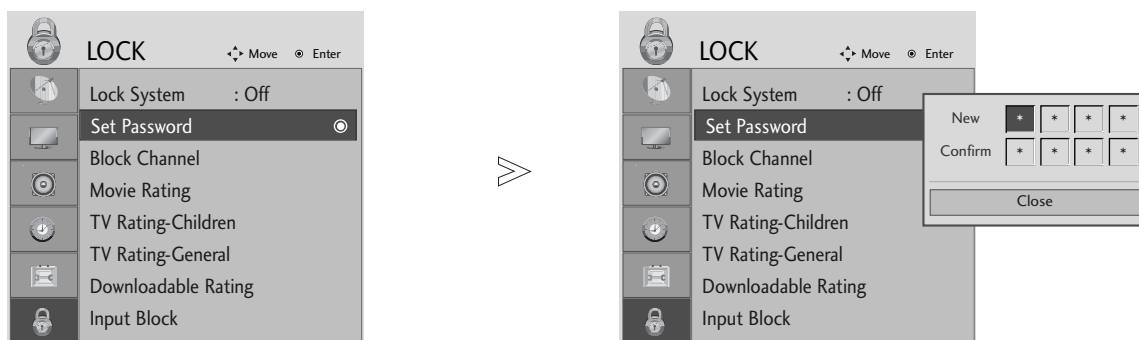 LOCK Move Enter
Lock System : Off
Set Password
Block Channel
Movie Rating
TV Rating-Children
TV Rating-General
Downloadable Rating
Input Block
>
LOCK Move Enter
Lock System : Off
Set Password
Block Channel
Movie Rating
TV Rating-Children
TV Rating-General
Downloadable Rating
Input Block
New * * * *
Confirm * * * *
Close